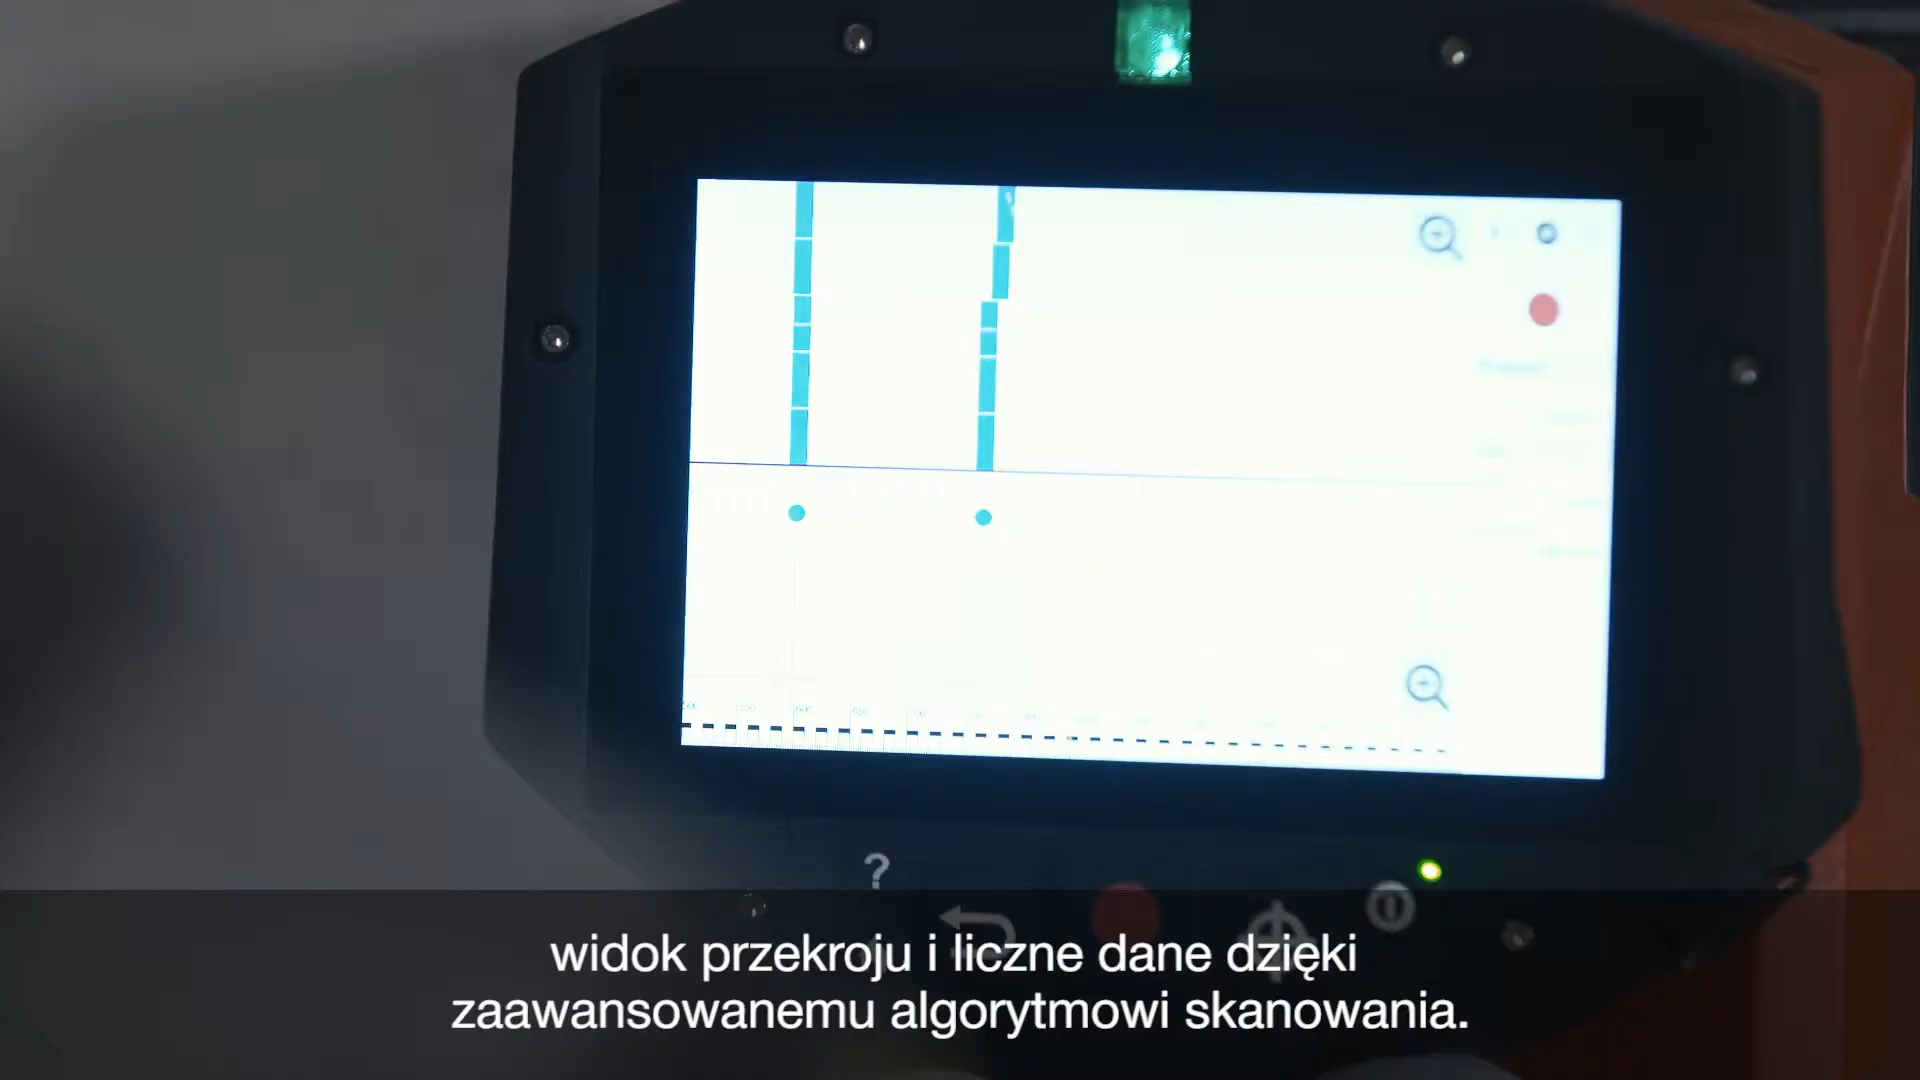 ?
widok przekroju i liczne dane dzięki
zaawansowanemu algorytmowi skanowania.